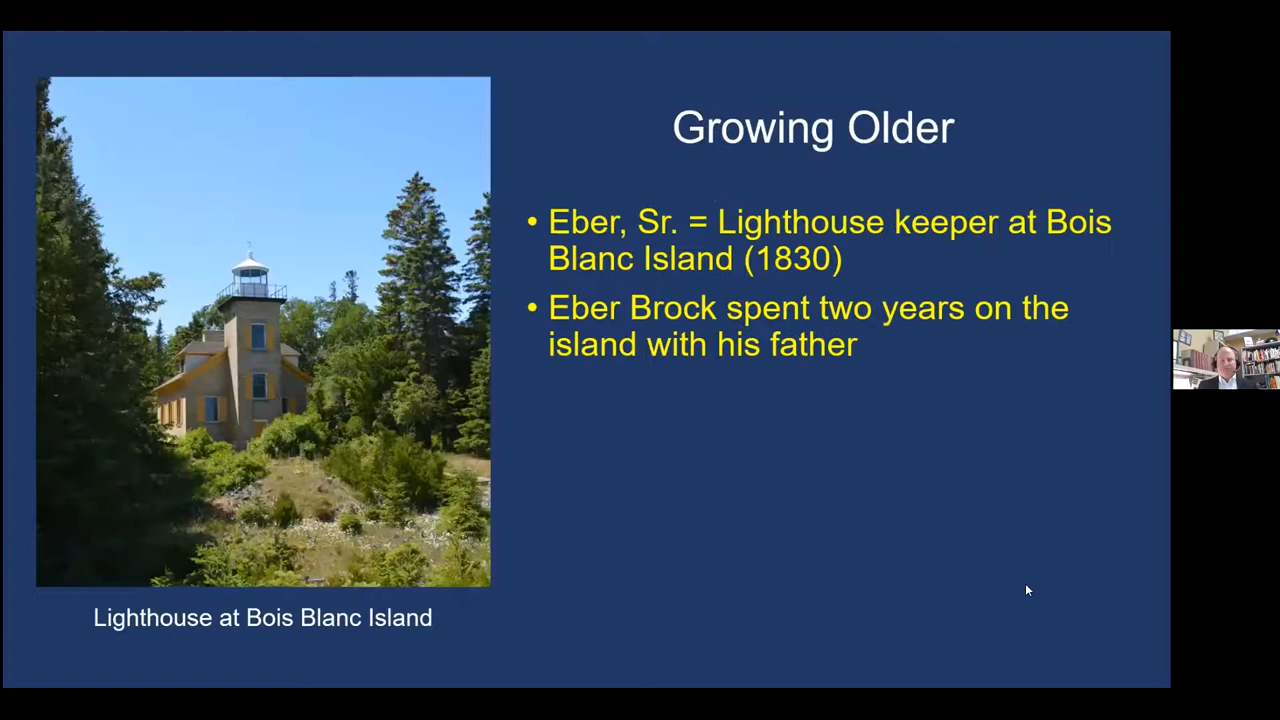 Growing Older
• Eber, Sr. = Lighthouse keeper at Bois
Blanc Island (1830)
• Eber Brock spent two years on the
island with his father
Lighthouse at Bois Blanc Island